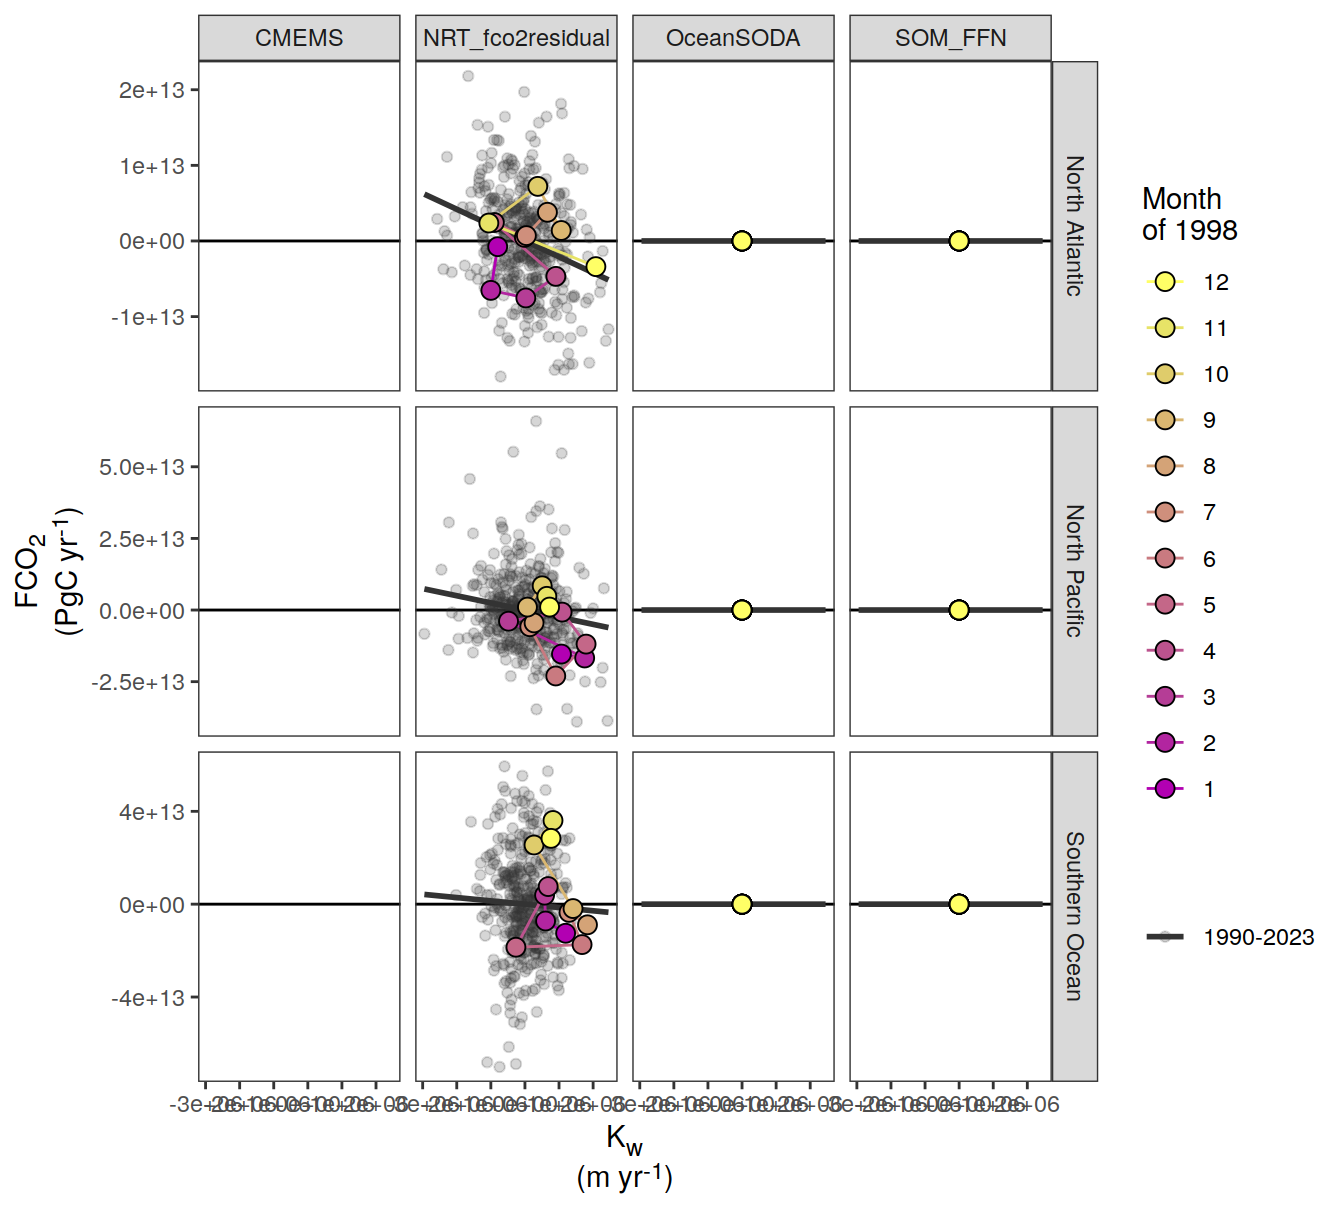 CMEMS NRT_fco2residual OceanSODA SOM_FFN
2e+13
1e+13
0e+00
-1e+13
North Atlantic
5.0e+13
2.5e+13
0.0e+00
-2.5e+13
North Pacific
4e+13
0e+00
-4e+13
Southern Ocean
FCO2
(PgC yr-1)
Kw
(m yr-1)
Month
of 1998
12
11
10
9
8
7
6
5
4
3
2
1
1990-2023